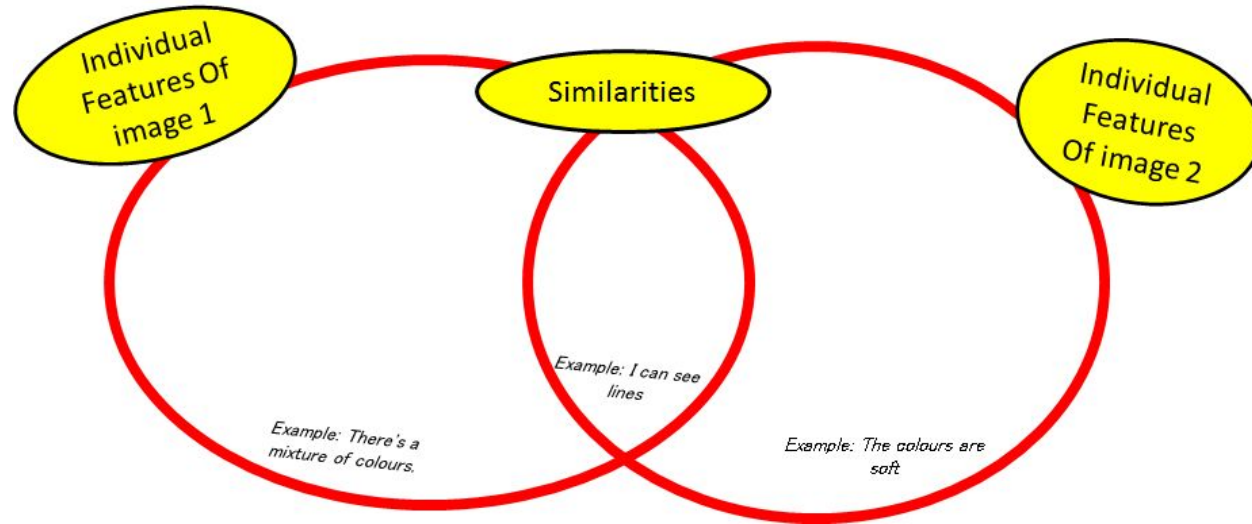 Individual
Features Of
image 1
Similarities
Individual
Features
Of image 2
Example: I can see
lines
Example: There's a
mixture of colours.
Example: The colours are
soft